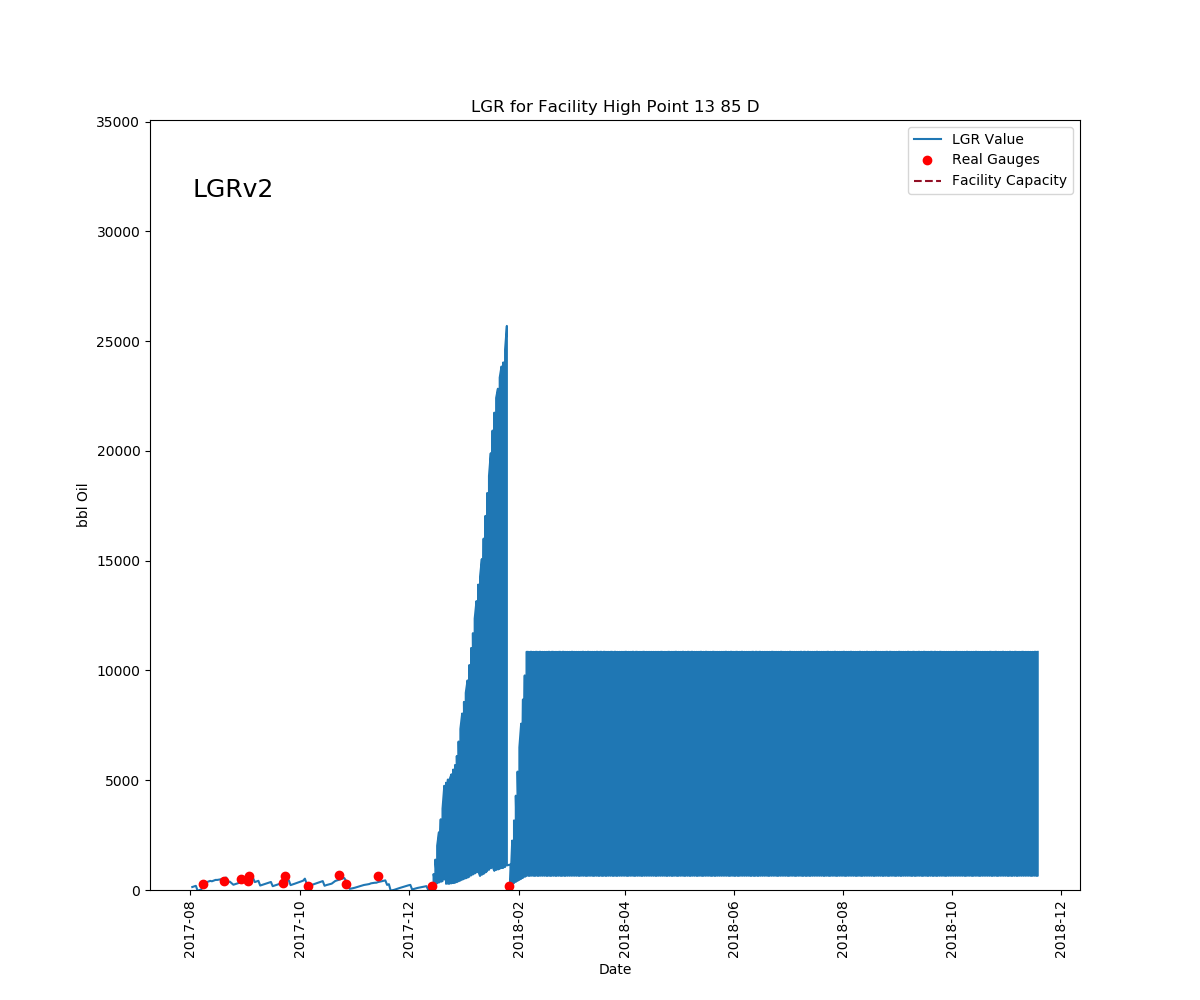 LGR for Facility High Point 13 85 D
35000
30000
25000
20000
15000
10000
5000
0
bbl Oil
LGRv2
LGR Value
Real Gauges
Facility Capacity
2017-08
2017-10
2017-12
2018-02
2018-04
2018-06
2018-08
2018-10
2018-12
Date